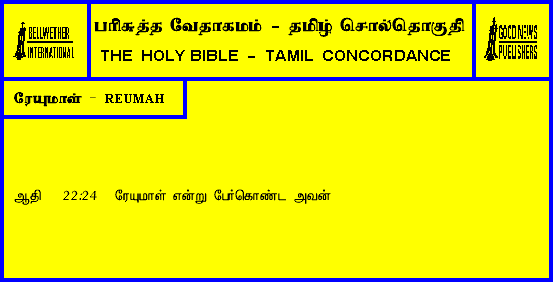 BELLWETHER
INTERNATIONAL
பரிசுத்த வேதாகமம் - தமிழ் சொல்தொகுதி
THE HOLY BIBLE - TAMIL CONCORDANCE
GOOD NEWS
PUBLISHERS
ரேயுமாள் - REUMAH
ஆதி 22:24 ரேயுமாள் என்று பேர்கொண்ட அவன்